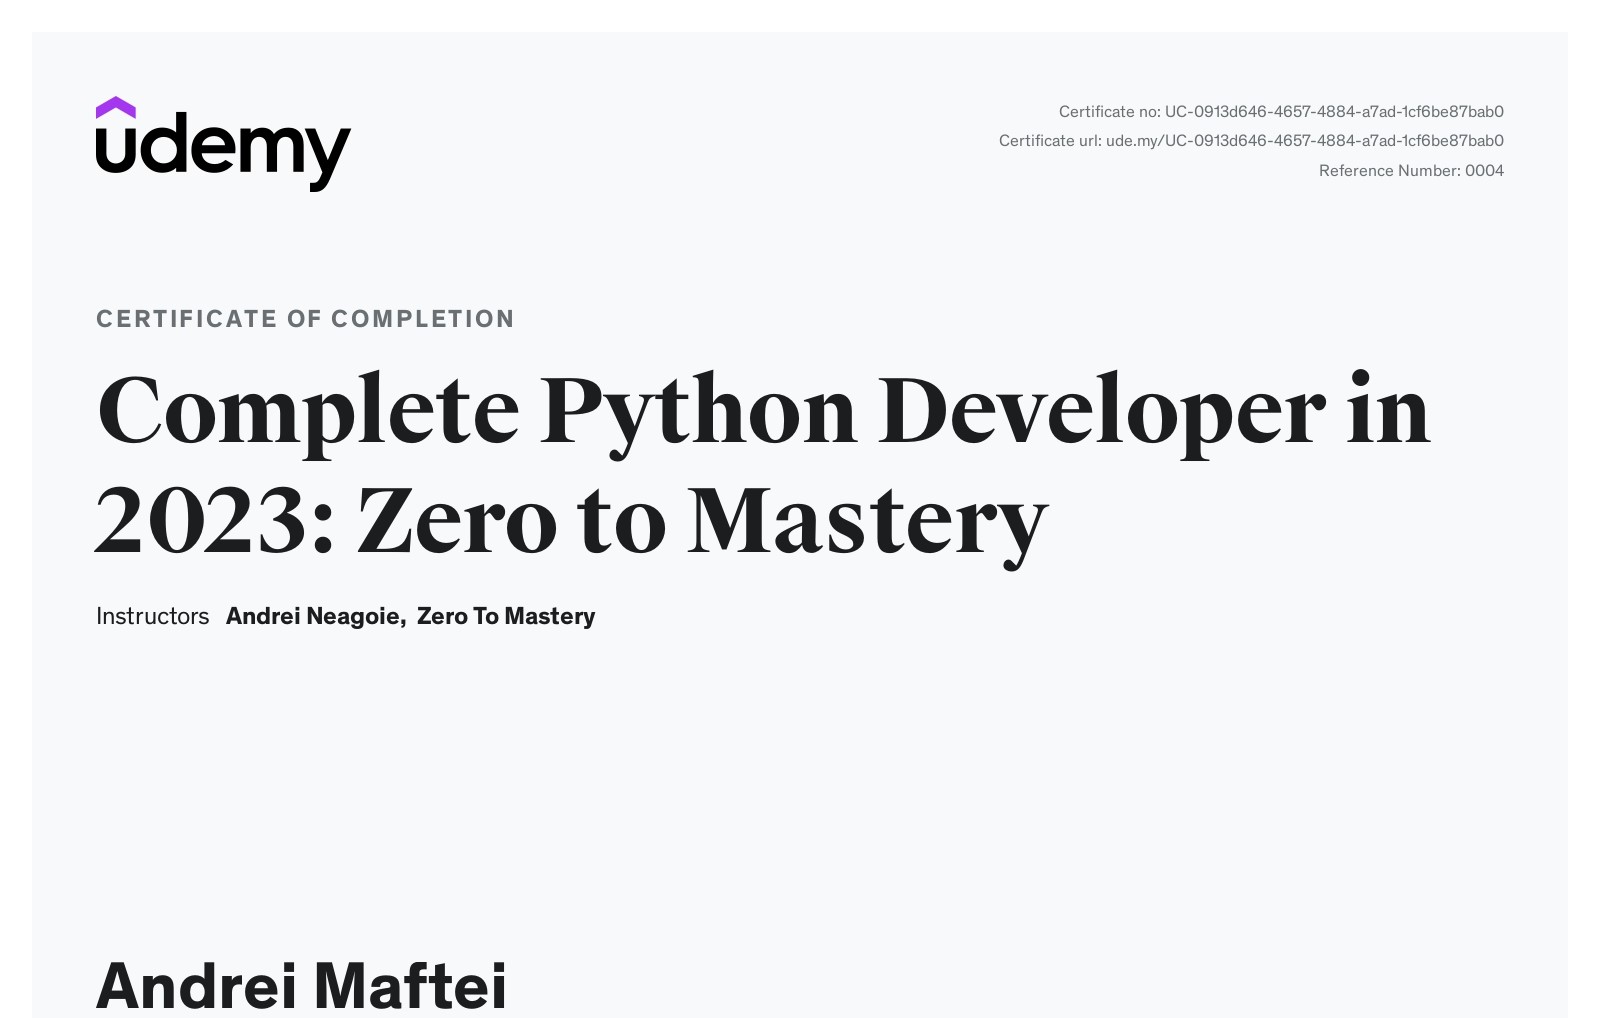 udemy
Certificate no: UC-0913d646-4657-4884-a7ad-1cf6be87bab0
Certificate url: ude.my/UC-0913d646-4657-4884-a7ad-1cf6be87bab0
Reference Number: 0004
CERTIFICATE OF COMPLETION
Complete Python Developer in
2023: Zero to Mastery
Instructors Andrei Neagoie, Zero To Mastery
Andrei Maftei